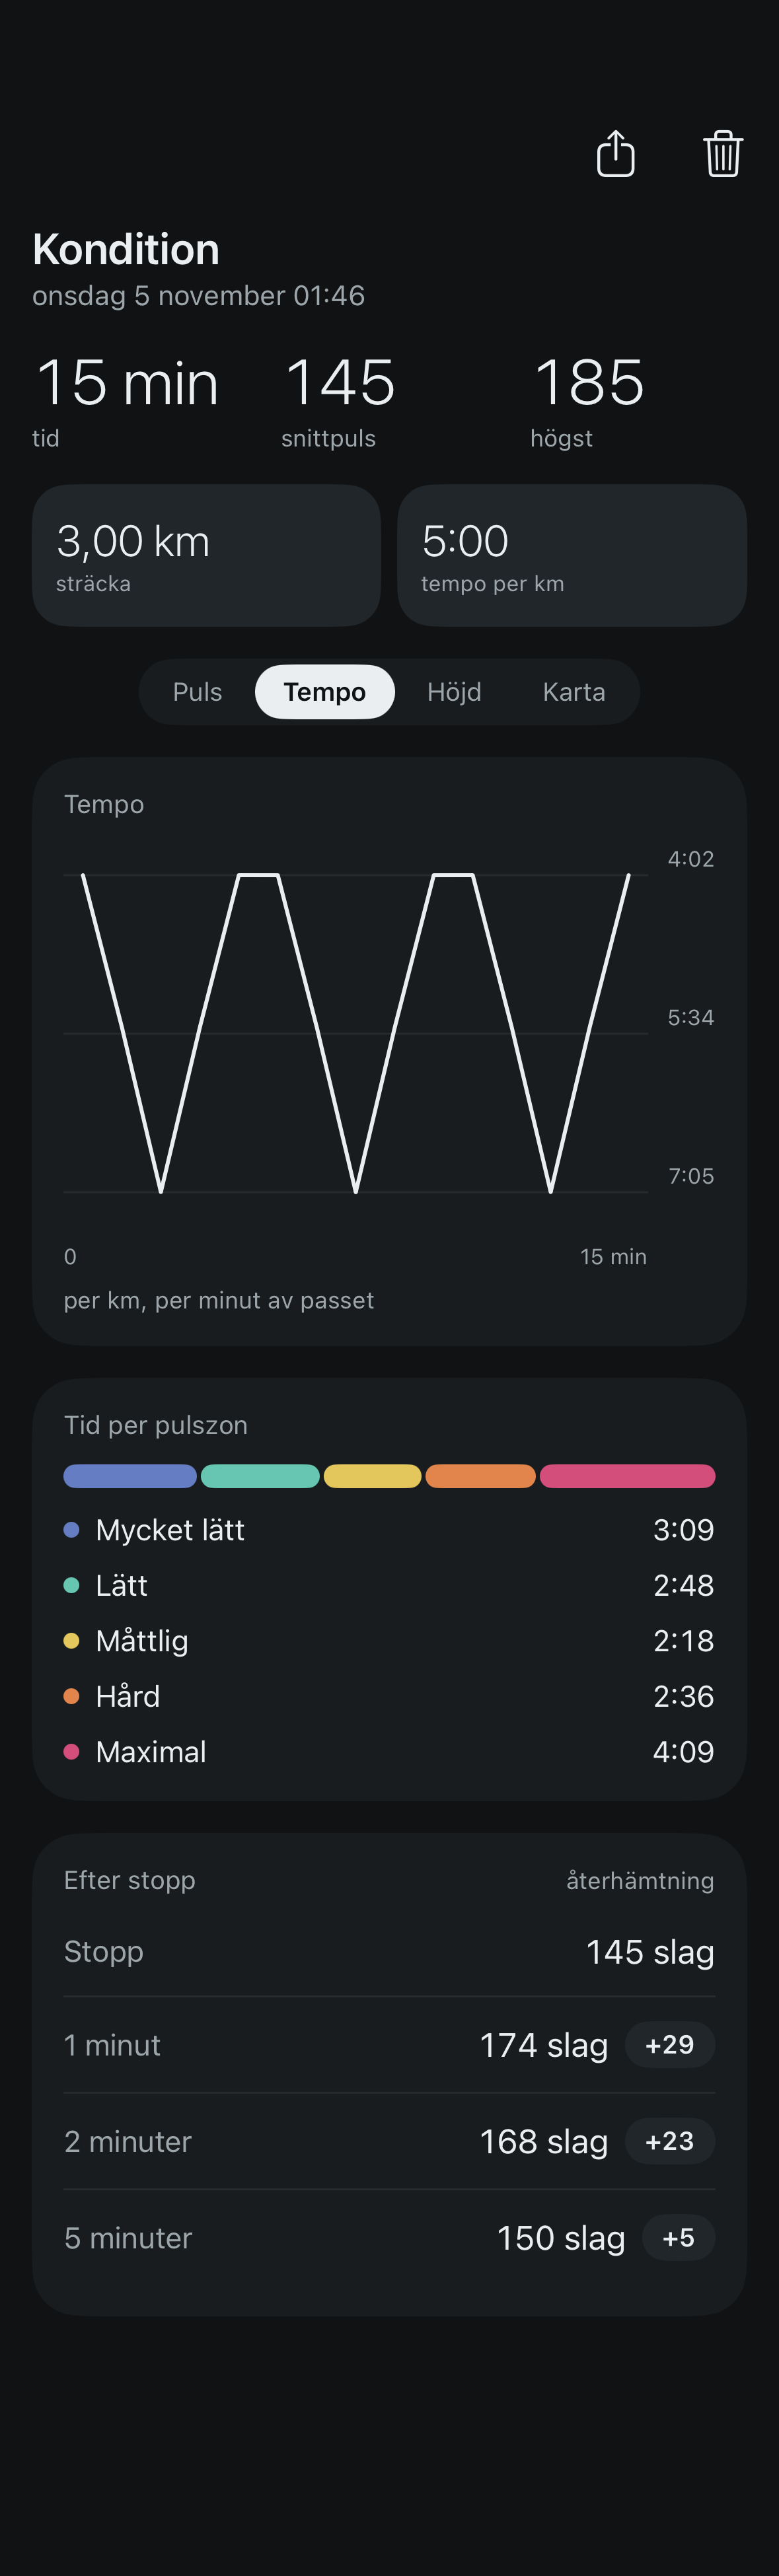 Kondition
onsdag 5 november 01:46
15 min 145 185
tid snittpuls högst
3,00 km 5:00
sträcka tempo per km
Puls Tempo Höjd Karta
Tempo
4:02
5:34
7:05
0 15 min
per km, per minut av passet
Tid per pulszon
Mycket lätt 3:09
Lätt 2:48
Måttlig 2:18
Hård 2:36
Maximal 4:09
Efter stopp återhämtning
Stopp 145 slag
1 minut 174 slag +29
2 minuter 168 slag +23
5 minuter 150 slag +5